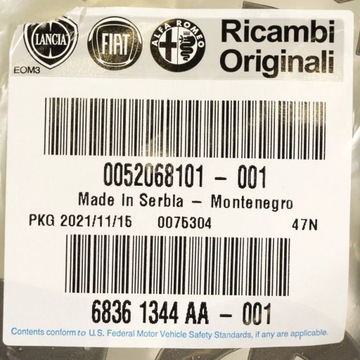 LANCIA
FIAT
ALFA ROMEO
Ricambi
Originali
EOM3
0052068101 - 001
Made In Serbia - Montenegro
PKG 2021/11/15 0075304 47N
6836 1344 AA - 001
Contents conform to U.S. Federal Motor Vehicle Safety Standards, if any are applicable.